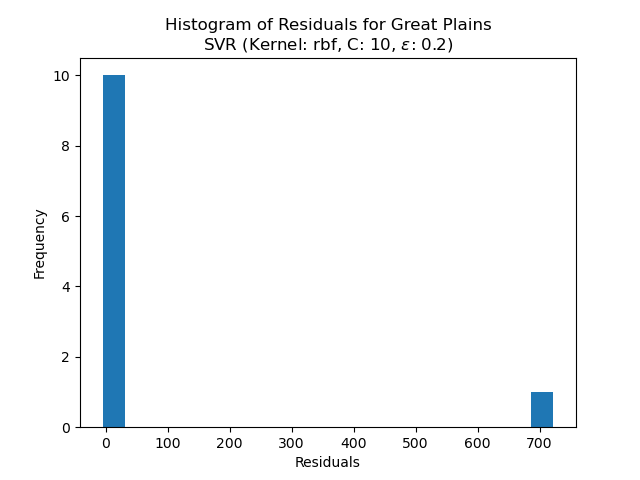 Histogram of Residuals for Great Plains
SVR (Kernel: rbf, C: 10, ε: 0.2)
10
8
6
4
2
0
Frequency
0 100 200 300 400 500 600 700
Residuals